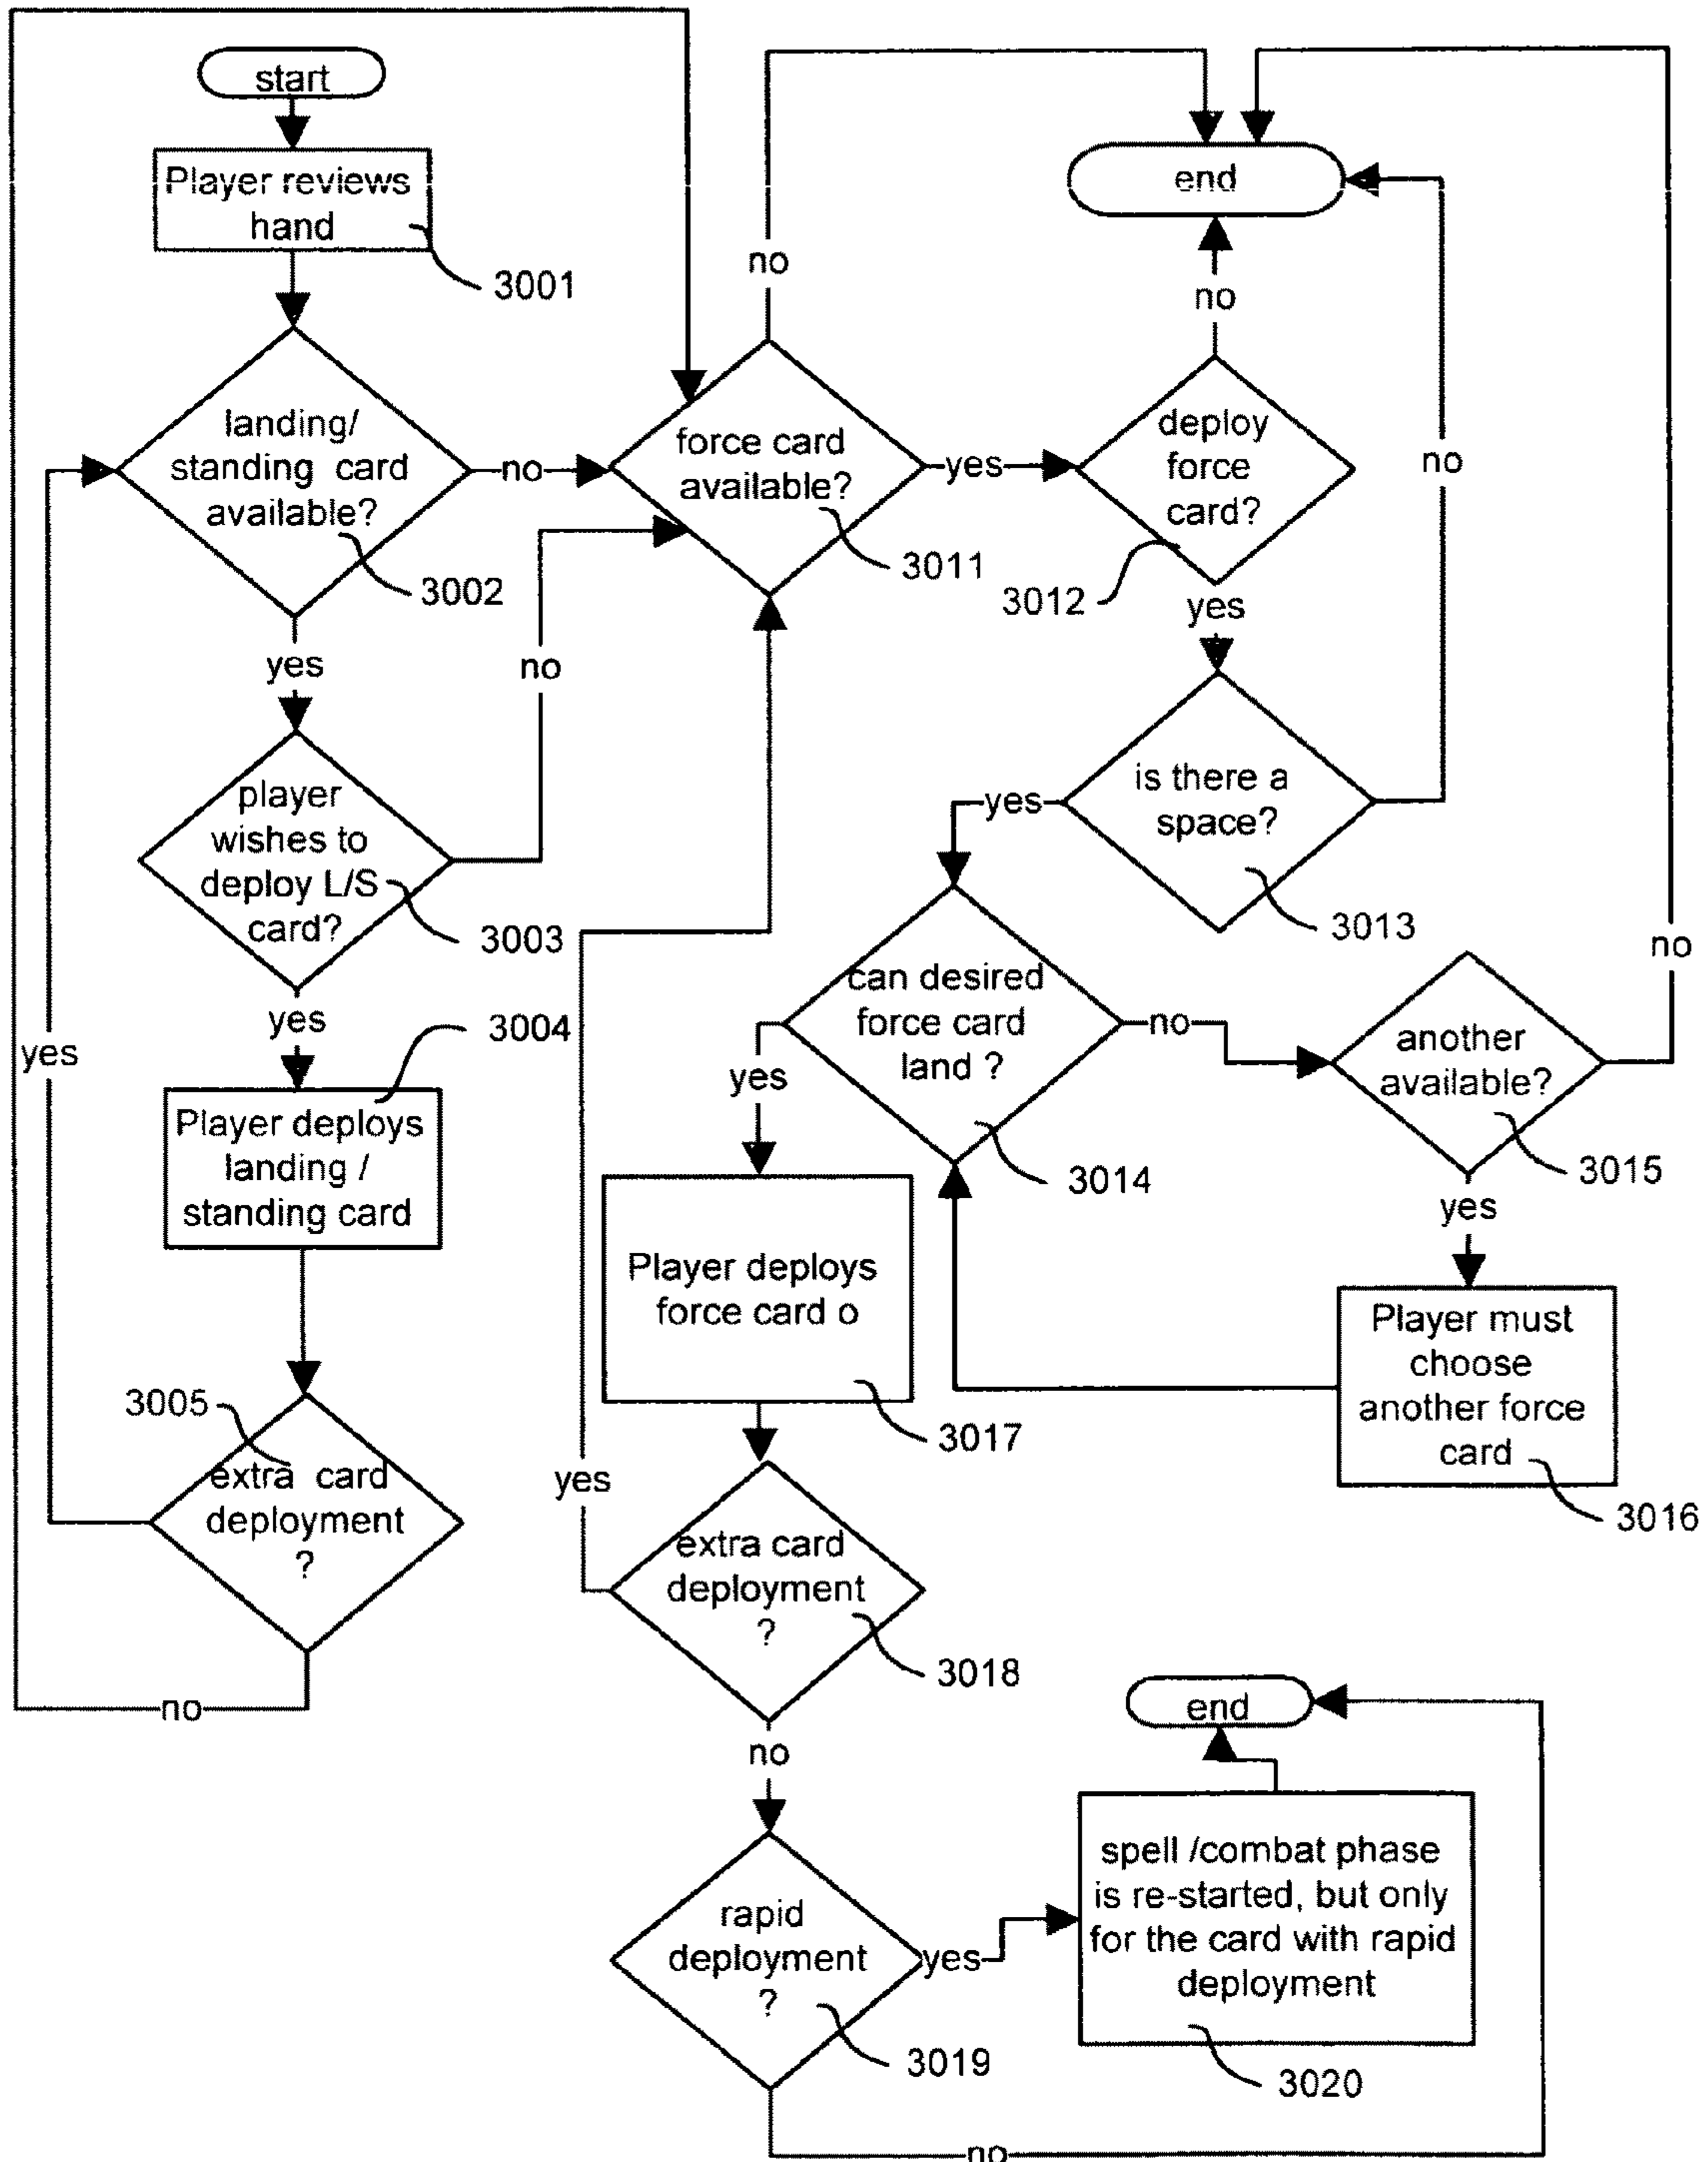 start
Player reviews
hand
3001
landing/
standing card
available?
3002
no
yes
player
wishes to
deploy L/S
card?
3003
no
yes
3004
Player deploys
landing /
standing card
3005
extra card
deployment
?
yes
no
force card
available?
3011
no
yes
deploy
force
card?
3012
no
end
yes
is there a
space?
3013
no
yes
can desired
force card
land ?
3014
no
another
available?
3015
no
yes
Player must
choose
another force
card
3016
yes
Player deploys
force card o
3017
extra card
deployment
?
3018
yes
no
rapid
deployment
?
3019
yes
spell /combat phase
is re-started, but only
for the card with rapid
deployment
3020
end
no